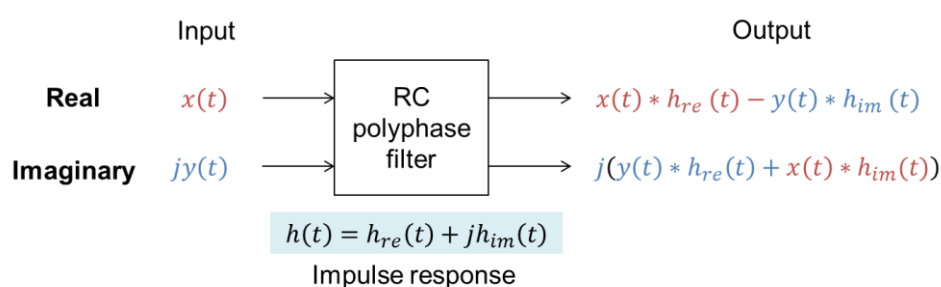 Input Output
Real x(t) RC x(t) * h_re (t) − y(t) * h_im (t)
polyphase
filter
Imaginary jy(t) j(y(t) * h_re(t) + x(t) * h_im(t))
h(t) = h_re(t) + jh_im(t)
Impulse response